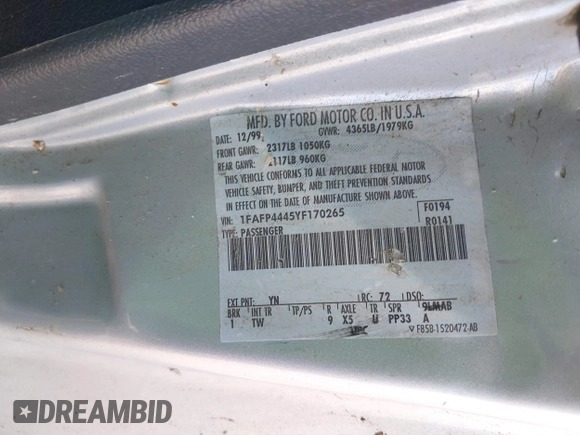 MFD. BY FORD MOTOR CO. IN U.S.A.
DATE: 12/99 GVWR: 4365LB/1979KG
FRONT GAWR: 2317LB 1050KG
REAR GAWR: 2117LB 960KG
THIS VEHICLE CONFORMS TO ALL APPLICABLE FEDERAL MOTOR
VEHICLE SAFETY, BUMPER, AND THEFT PREVENTION STANDARDS
IN EFFECT ON THE DATE OF MANUFACTURE SHOWN ABOVE.
VIN: 1FAFP4445YF170265 F0194
TYPE: PASSENGER R0141
EXT PNT: YN RC: 72 DSO:
BRK INT TR TP/PS R AXLE TR SPR 9LMAB
1 TW 9 X5 U PP33 A
F85B-1520472-AB
DREAMBID